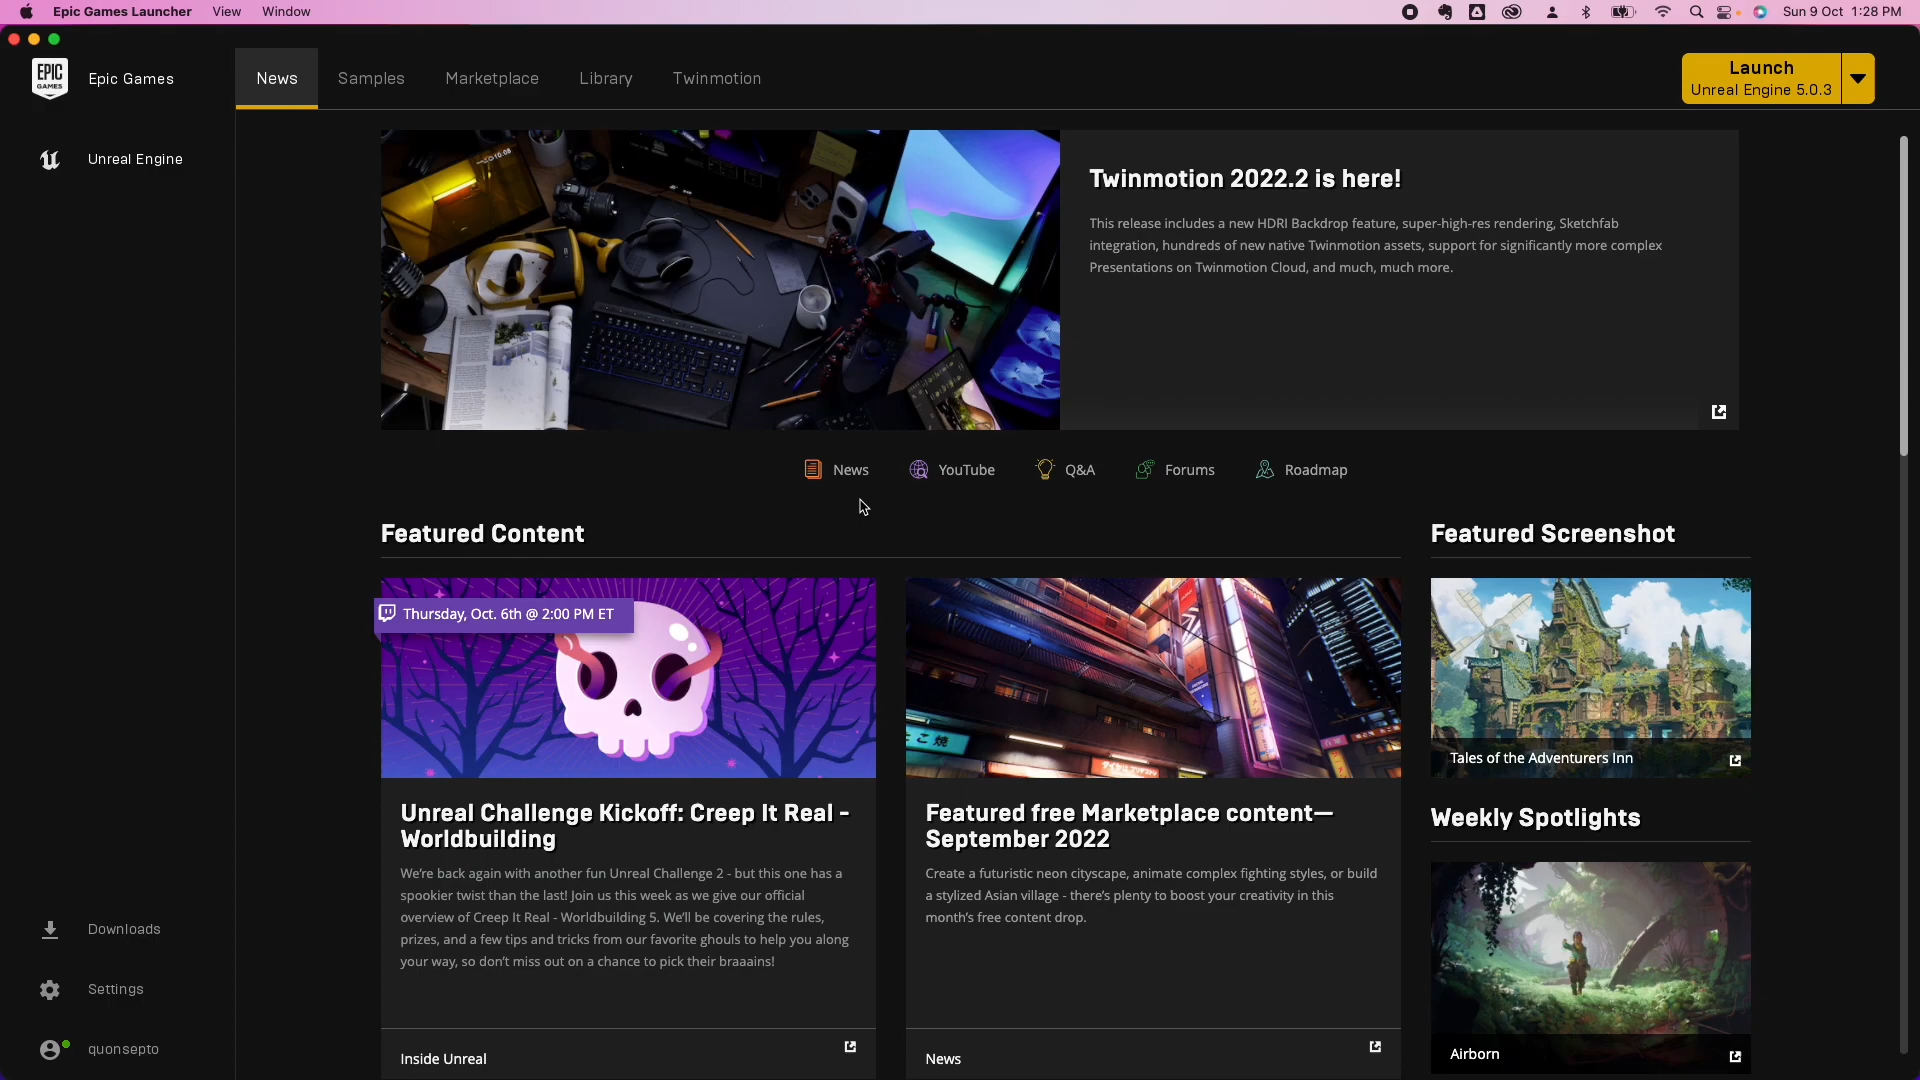 Epic Games Launcher View Window
Sun 9 Oct 1:28 PM
EPIC
GAMES
Epic Games
News
Samples
Marketplace
Library
Twinmotion
Launch
Unreal Engine 5.0.3
Unreal Engine
Twinmotion 2022.2 is here!
This release includes a new HDRI Backdrop feature, super-high-res rendering, Sketchfab
integration, hundreds of new native Twinmotion assets, support for significantly more complex
Presentations on Twinmotion Cloud, and much, much more.
News
YouTube
Q&A
Forums
Roadmap
Featured Content
Thursday, Oct. 6th @ 2:00 PM ET
Unreal Challenge Kickoff: Creep It Real -
Worldbuilding
We're back again with another fun Unreal Challenge 2 - but this one has a
spookier twist than the last! Join us this week as we give our official
overview of Creep It Real - Worldbuilding 5. We'll be covering the rules,
prizes, and a few tips and tricks from our favorite ghouls to help you along
your way, so don't miss out on a chance to pick their braaains!
Inside Unreal
Featured free Marketplace content—
September 2022
Create a futuristic neon cityscape, animate complex fighting styles, or build
a stylized Asian village - there's plenty to boost your creativity in this
month's free content drop.
News
Featured Screenshot
Tales of the Adventurers Inn
Weekly Spotlights
Airborn
Downloads
Settings
quonsepto